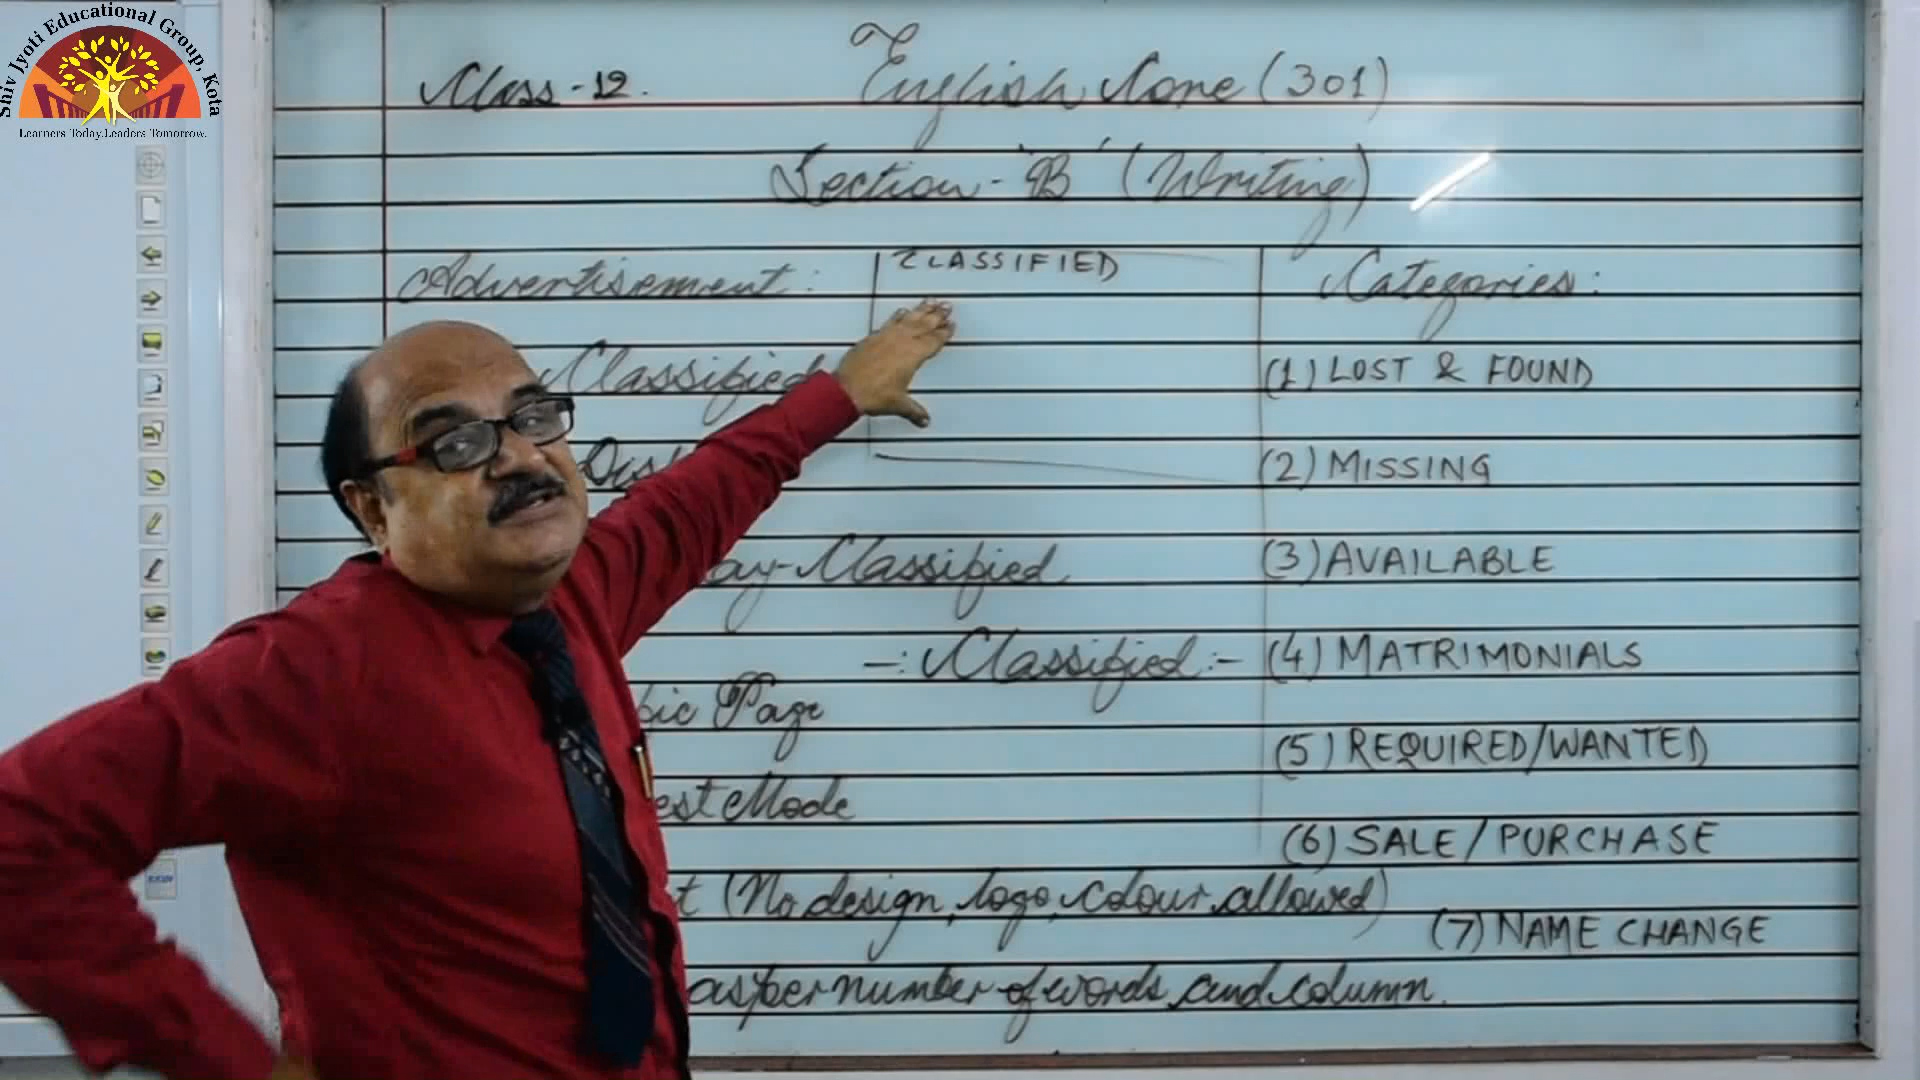 Shiv Jyoti Educational Group, Kota
Learners Today.Leaders Tomorrow.
Class-12.
English Core (301)
Section-'B' (Writing)
Advertisement:
CLASSIFIED
Categories:
Classified
(1) LOST & FOUND
(2) MISSING
-Classified
(3) AVAILABLE
-: Classified :-
(4) MATRIMONIALS
Page
(5) REQUIRED/WANTED
Mode
(6) SALE/PURCHASE
(No design, logo, colour allowed)
(7) NAME CHANGE
as per number of words and column.